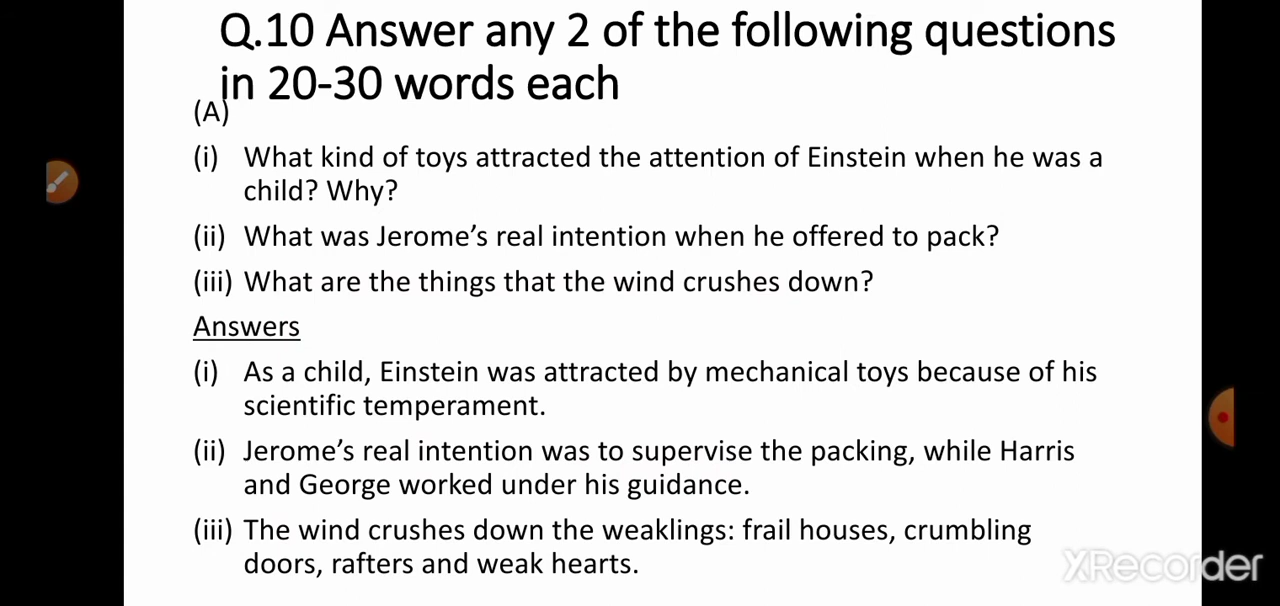 Q.10 Answer any 2 of the following questions
in 20-30 words each
(A)
(i) What kind of toys attracted the attention of Einstein when he was a
child? Why?
(ii) What was Jerome’s real intention when he offered to pack?
(iii) What are the things that the wind crushes down?
Answers
(i) As a child, Einstein was attracted by mechanical toys because of his
scientific temperament.
(ii) Jerome’s real intention was to supervise the packing, while Harris
and George worked under his guidance.
(iii) The wind crushes down the weaklings: frail houses, crumbling
doors, rafters and weak hearts.
XRecorder